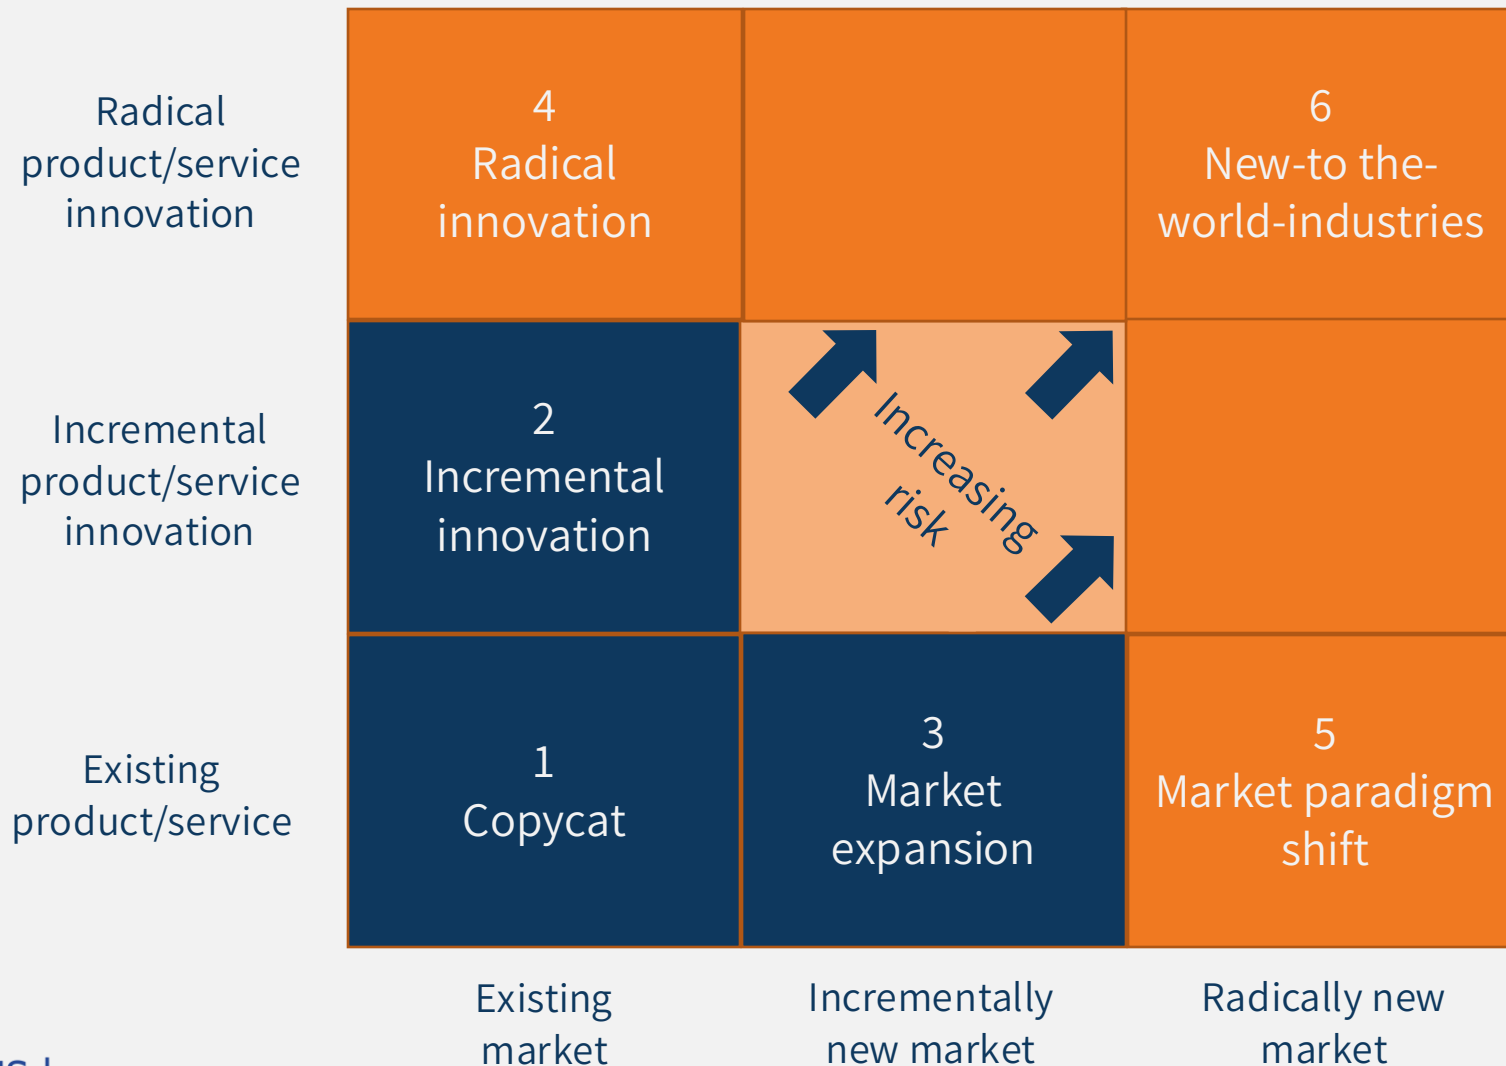 Radical
product/service
innovation
4
Radical
innovation
6
New-to the-
world-industries
Incremental
product/service
innovation
2
Incremental
innovation
Increasing
risk
Existing
product/service
1
Copycat
3
Market
expansion
5
Market paradigm
shift
Existing
market
Incrementally
new market
Radically new
market